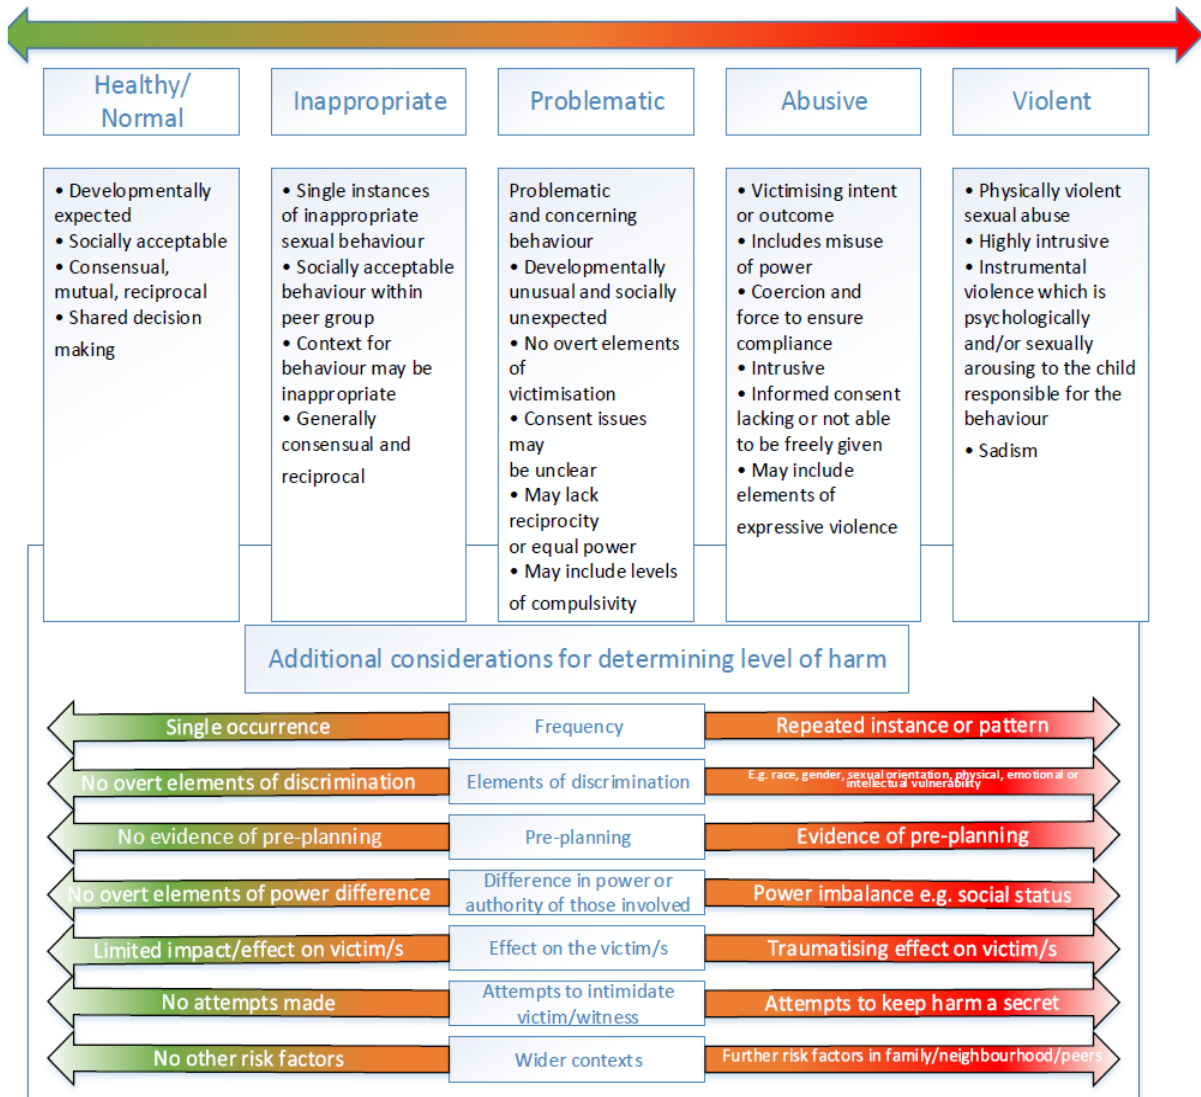 Healthy/
Normal
Inappropriate
Problematic
Abusive
Violent
• Developmentally
expected
• Socially acceptable
• Consensual,
mutual, reciprocal
• Shared decision
making
• Single instances
of inappropriate
sexual behaviour
• Socially acceptable
behaviour within
peer group
• Context for
behaviour may be
inappropriate
• Generally
consensual and
reciprocal
Problematic
and concerning
behaviour
• Developmentally
unusual and socially
unexpected
• No overt elements
of
victimisation
• Consent issues
may
be unclear
• May lack
reciprocity
or equal power
• May include levels
of compulsivity
• Victimising intent
or outcome
• Includes misuse
of power
• Coercion and
force to ensure
compliance
• Intrusive
• Informed consent
lacking or not able
to be freely given
• May include
elements of
expressive violence
• Physically violent
sexual abuse
• Highly intrusive
• Instrumental
violence which is
psychologically
and/or sexually
arousing to the child
responsible for the
behaviour
• Sadism
Additional considerations for determining level of harm
Single occurrence
Frequency
Repeated instance or pattern
No overt elements of discrimination
Elements of discrimination
E.g. race, gender, sexual orientation, physical, emotional or
intellectual vulnerability
No evidence of pre-planning
Pre-planning
Evidence of pre-planning
No overt elements of power difference
Difference in power or
authority of those involved
Power imbalance e.g. social status
Limited impact/effect on victim/s
Effect on the victim/s
Traumatising effect on victim/s
No attempts made
Attempts to intimidate
victim/witness
Attempts to keep harm a secret
No other risk factors
Wider contexts
Further risk factors in family/neighbourhood/peers